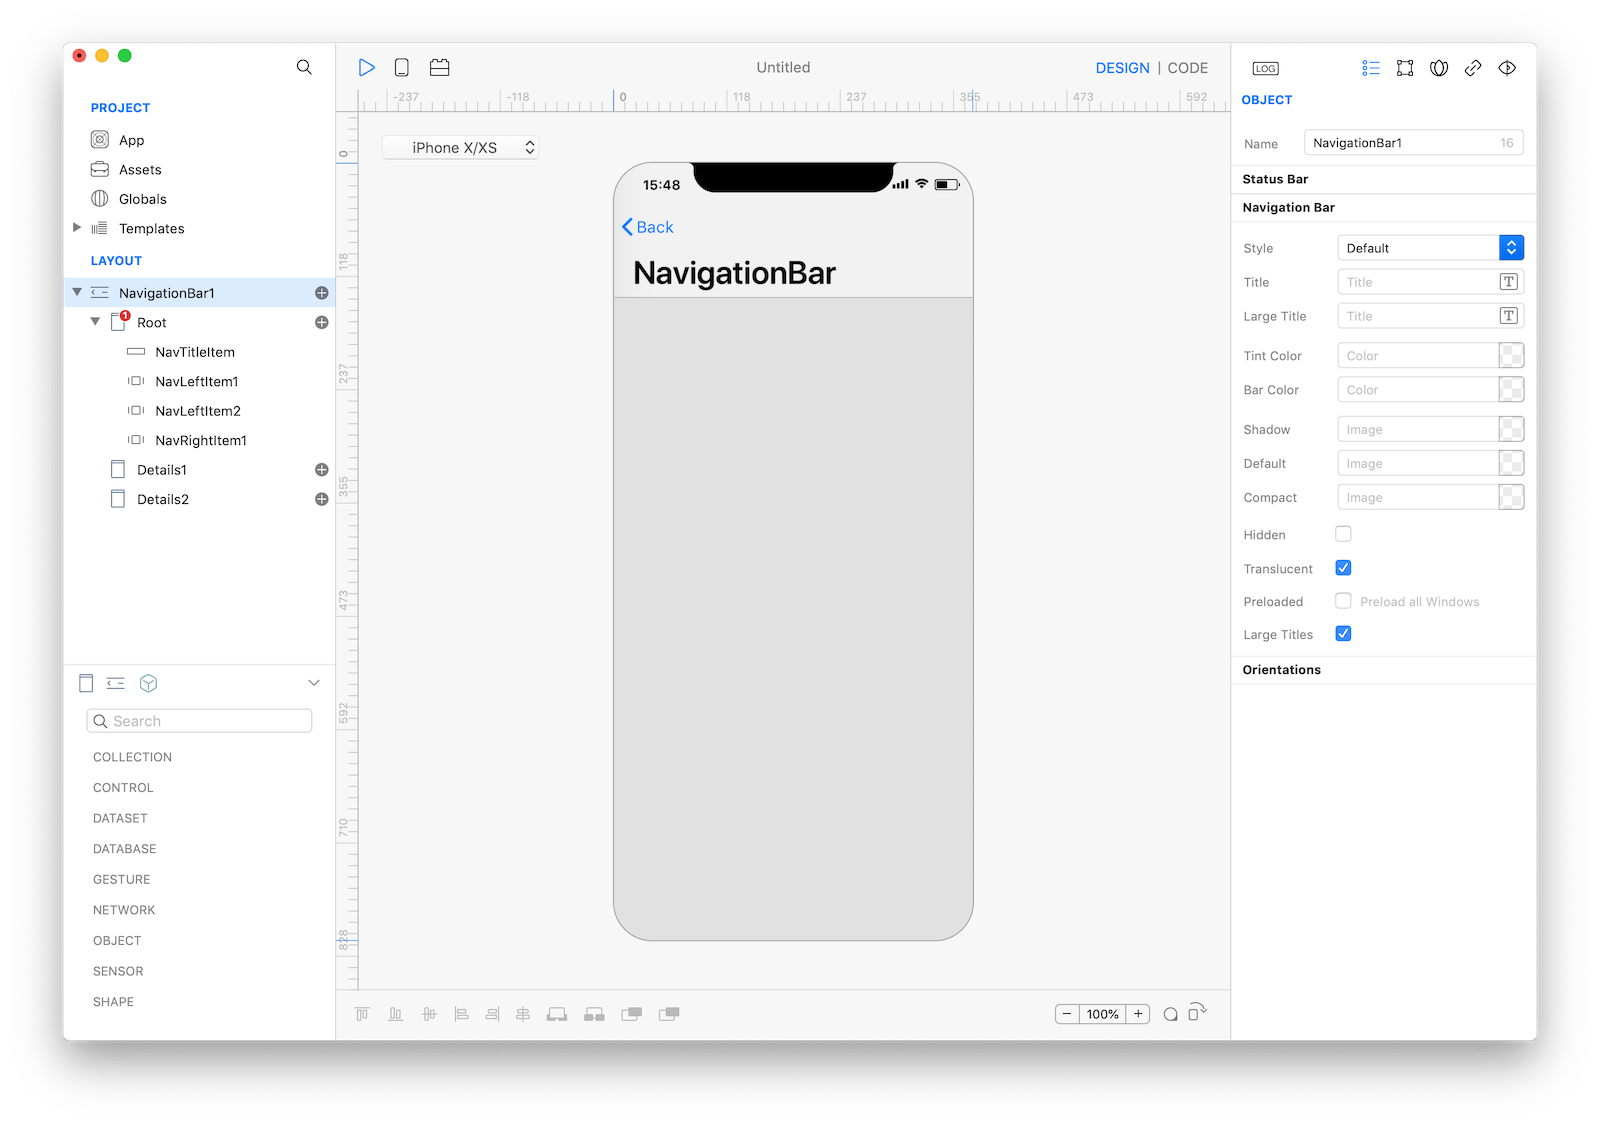 Untitled
DESIGN | CODE
LOG
PROJECT
App
Assets
Globals
Templates
LAYOUT
NavigationBar1
1
Root
NavTitleItem
NavLeftItem1
NavLeftItem2
NavRightItem1
Details1
Details2
Search
COLLECTION
CONTROL
DATASET
DATABASE
GESTURE
NETWORK
OBJECT
SENSOR
SHAPE
-237 -118 0 118 237 355 473 592
0
118
237
355
473
592
710
828
iPhone X/XS
15:48
Back
NavigationBar
100%
OBJECT
Name NavigationBar1 16
Status Bar
Navigation Bar
Style Default
Title Title T
Large Title Title T
Tint Color Color
Bar Color Color
Shadow Image
Default Image
Compact Image
Hidden
Translucent
Preloaded Preload all Windows
Large Titles
Orientations